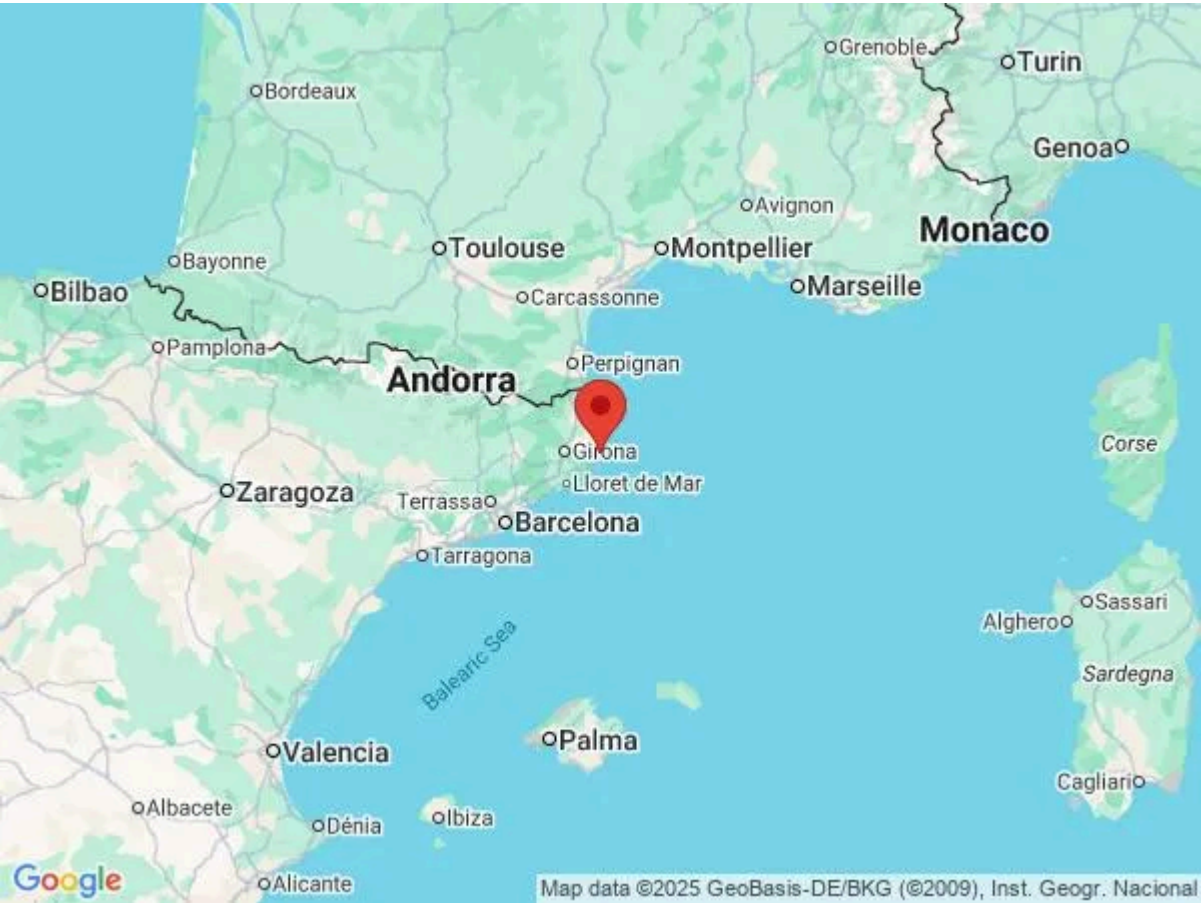 Grenoble
Turin
Bordeaux
Genoa
Avignon
Monaco
Toulouse
Montpellier
Bayonne
Marseille
Bilbao
Carcassonne
Pamplona
Perpignan
Andorra
Corse
Girona
Lloret de Mar
Zaragoza
Terrassa
Barcelona
Tarragona
Sassari
Alghero
Balearic Sea
Sardegna
Palma
Valencia
Cagliari
Albacete
Ibiza
Dénia
Google
Alicante
Map data ©2025 GeoBasis-DE/BKG (©2009), Inst. Geogr. Nacional